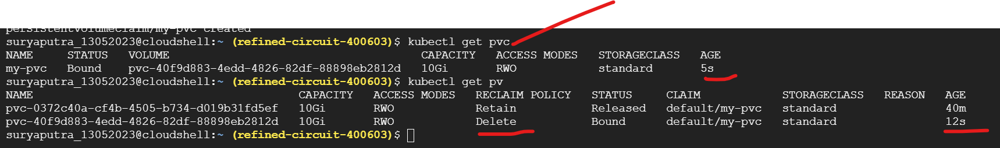 persistentvolumeclaim/my-pvc created
suryaputra_13052023@cloudshell:~ (refined-circuit-400603)$ kubectl get pvc
NAME STATUS VOLUME CAPACITY ACCESS MODES STORAGECLASS AGE
my-pvc Bound pvc-40f9d883-4edd-4826-82df-88898eb2812d 10Gi RWO standard 5s
suryaputra_13052023@cloudshell:~ (refined-circuit-400603)$ kubectl get pv
NAME CAPACITY ACCESS MODES RECLAIM POLICY STATUS CLAIM STORAGECLASS REASON AGE
pvc-0372c40a-cf4b-4505-b734-d019b31fd5ef 10Gi RWO Retain Released default/my-pvc standard 40m
pvc-40f9d883-4edd-4826-82df-88898eb2812d 10Gi RWO Delete Bound default/my-pvc standard 12s
suryaputra_13052023@cloudshell:~ (refined-circuit-400603)$